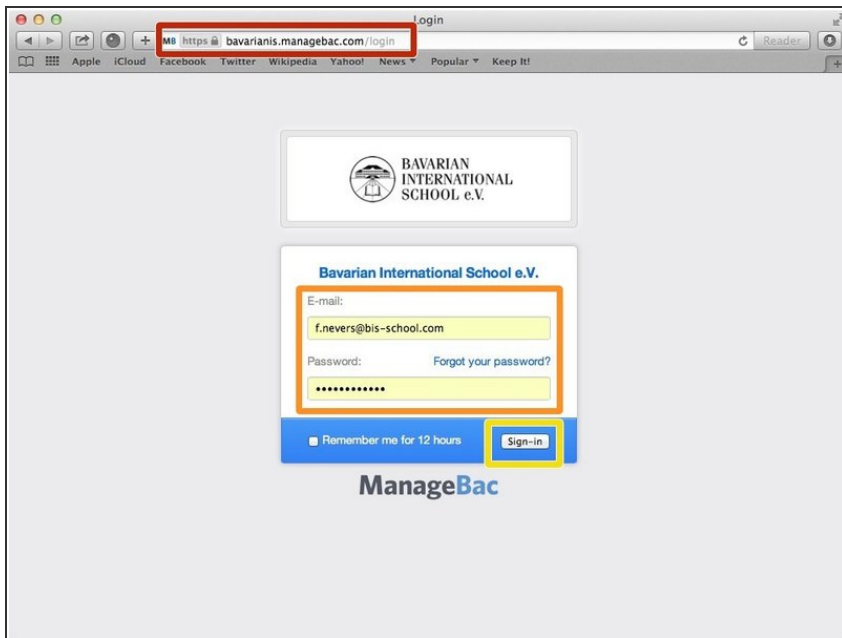 Login
MB https bavarianis.managebac.com/login Reader
Apple iCloud Facebook Twitter Wikipedia Yahoo! News Popular Keep It!
BAVARIAN
INTERNATIONAL
SCHOOL e.V.
Bavarian International School e.V.
E-mail:
f.nevers@bis-school.com
Password: Forgot your password?
••••••••••••
Remember me for 12 hours Sign-in
ManageBac